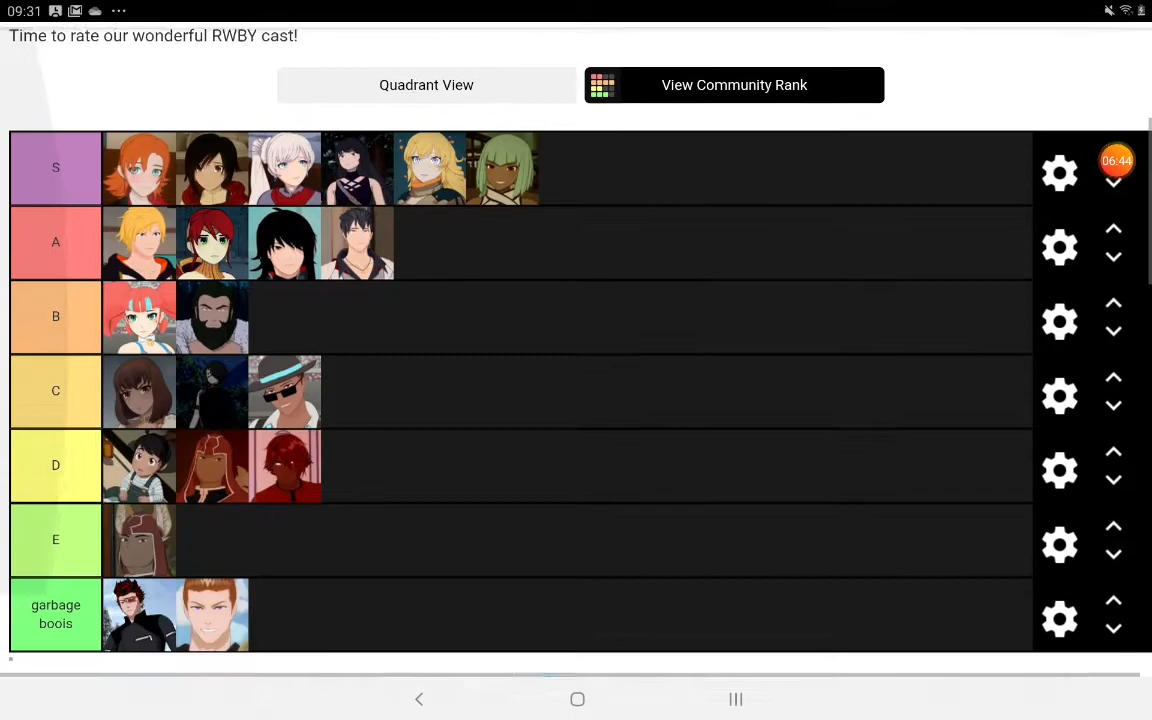 09:31
Time to rate our wonderful RWBY cast!
Quadrant View
View Community Rank
S
06:44
A
B
C
D
E
garbage
boois